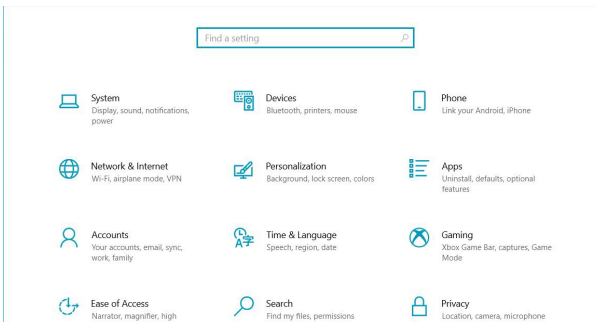 Find a setting
System
Display, sound, notifications,
power
Devices
Bluetooth, printers, mouse
Phone
Link your Android, iPhone
Network & Internet
Wi-Fi, airplane mode, VPN
Personalization
Background, lock screen, colors
Apps
Uninstall, defaults, optional
features
Accounts
Your accounts, email, sync,
work, family
A字
Time & Language
Speech, region, date
Gaming
Xbox Game Bar, captures, Game
Mode
Ease of Access
Narrator, magnifier, high
Search
Find my files, permissions
Privacy
Location, camera, microphone